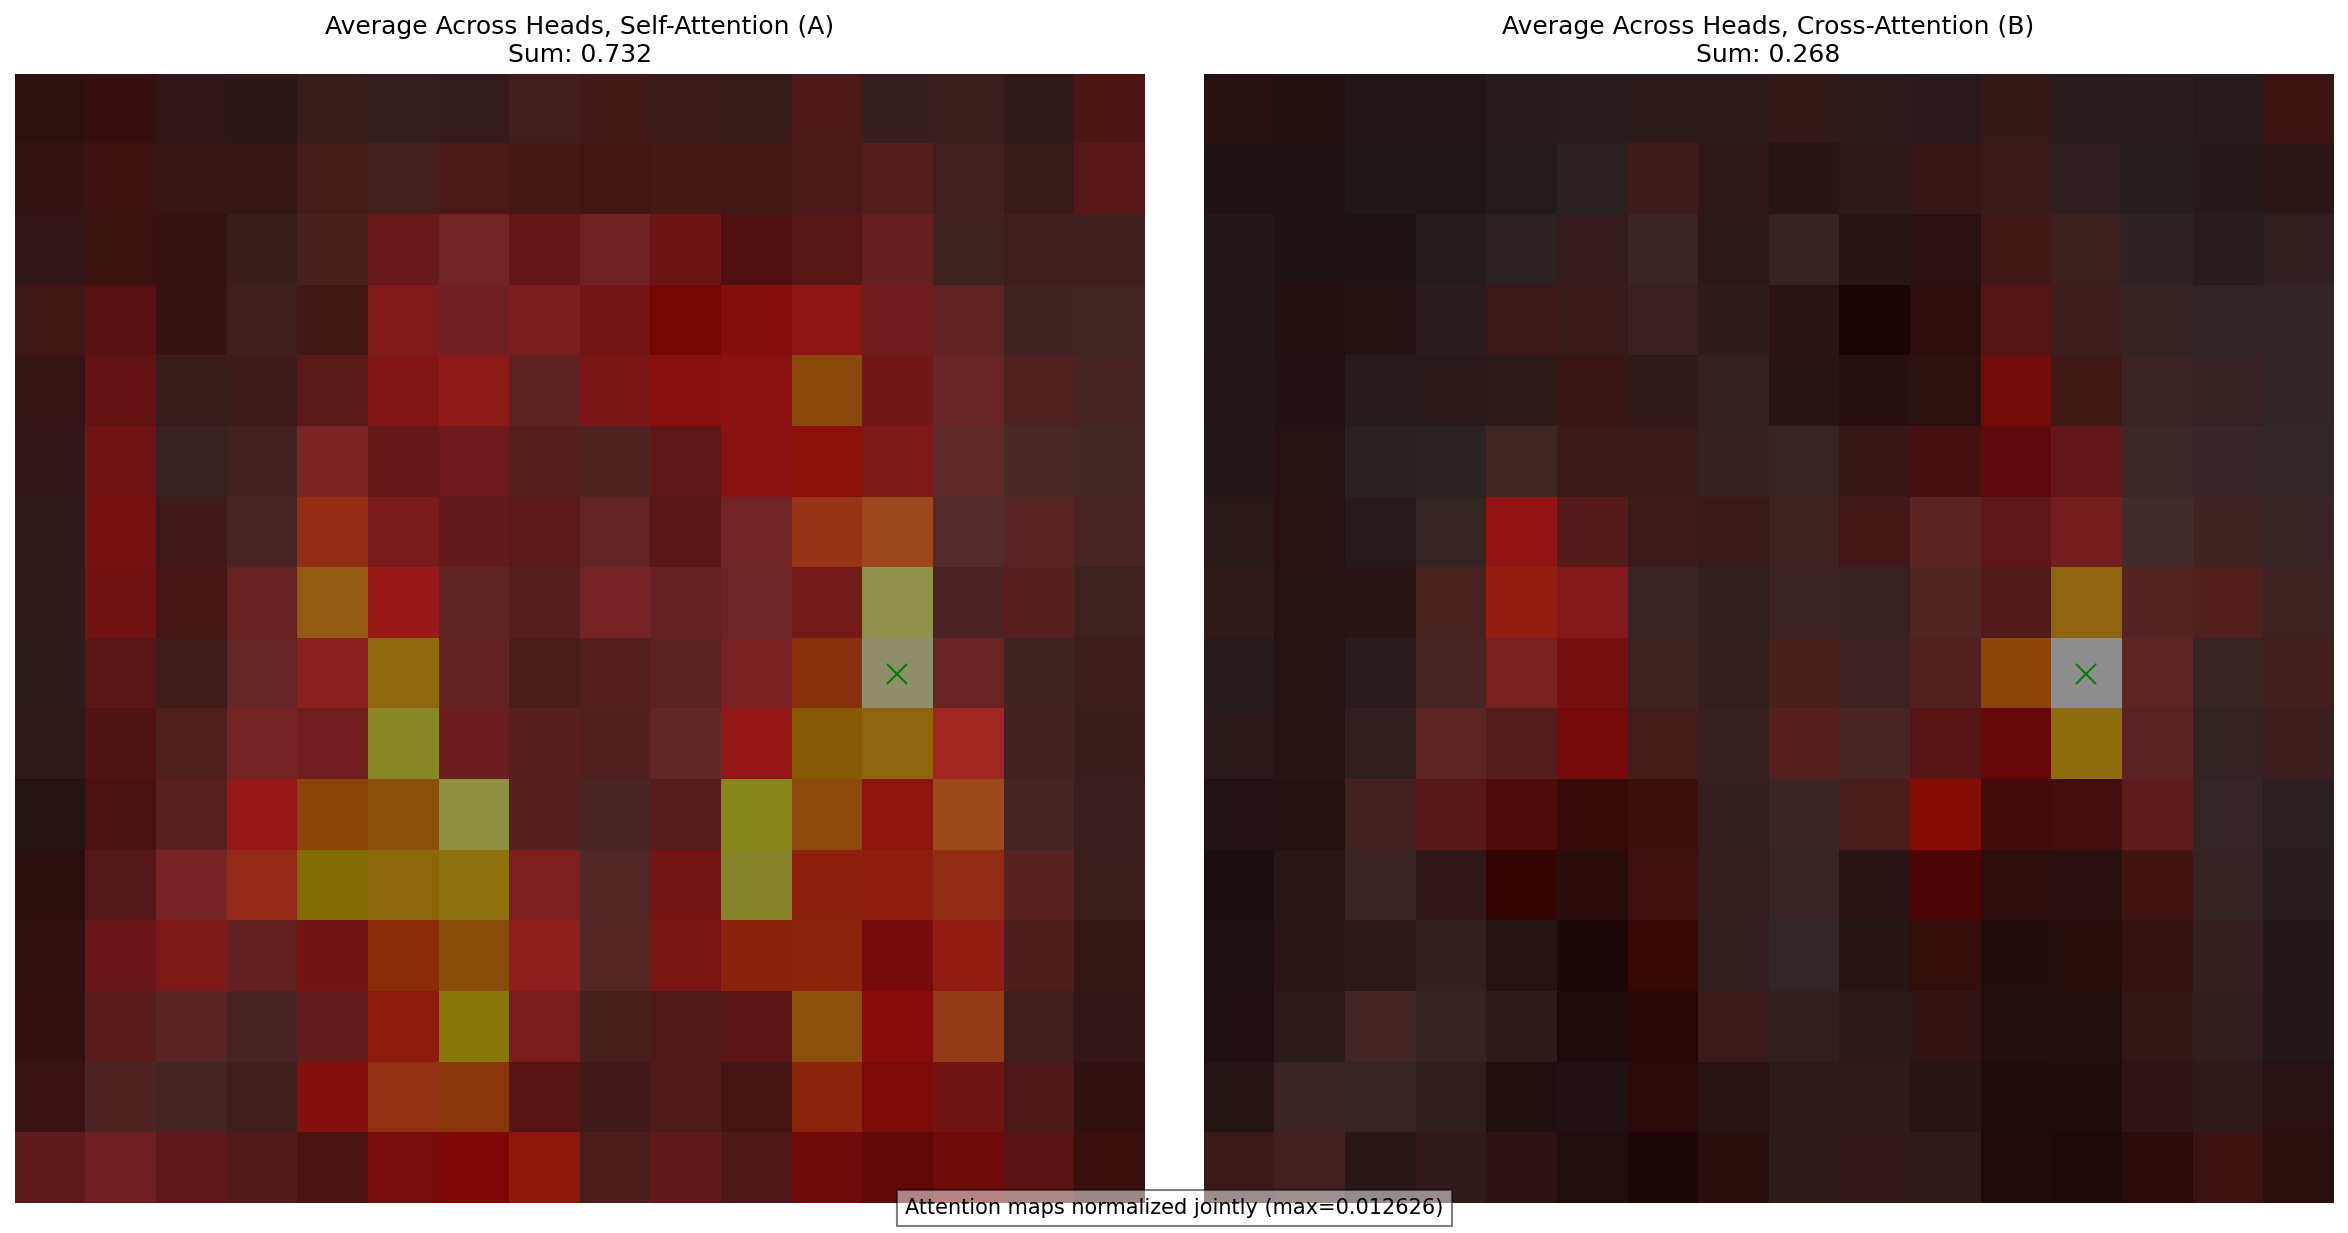 Average Across Heads, Self-Attention (A)
Sum: 0.732
Average Across Heads, Cross-Attention (B)
Sum: 0.268
Attention maps normalized jointly (max=0.012626)